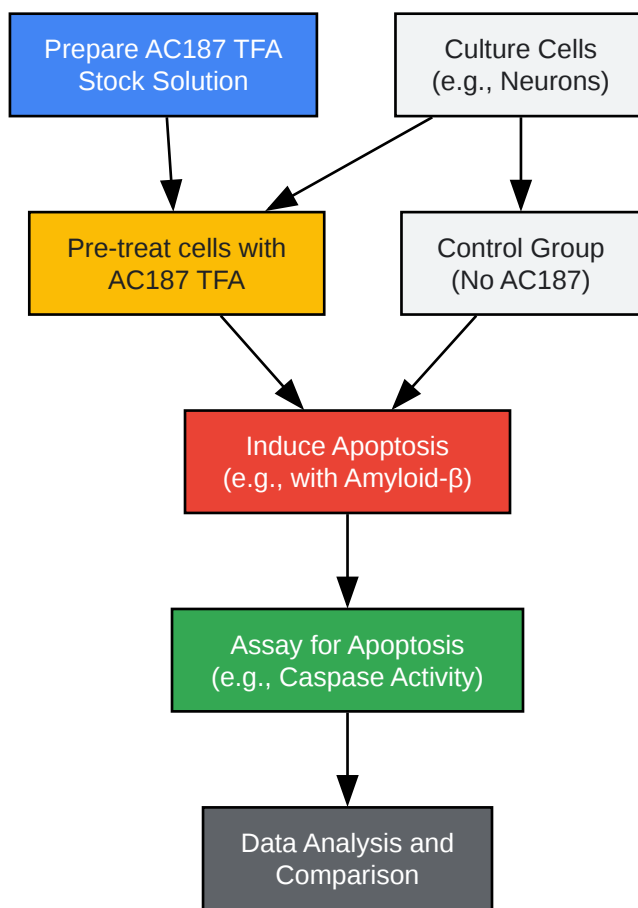 Prepare AC187 TFA
Stock Solution
Culture Cells
(e.g., Neurons)
Pre-treat cells with
AC187 TFA
Control Group
(No AC187)
Induce Apoptosis
(e.g., with Amyloid-β)
Assay for Apoptosis
(e.g., Caspase Activity)
Data Analysis and
Comparison